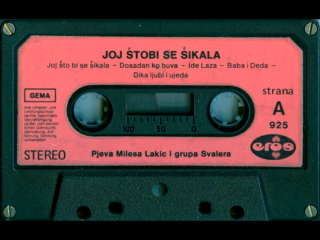 JOJ ŠTOBI SE ŠIKALA
Joj što bi se šikala - Dosadan ko buva - Ide Laza - Baba i Deda -
Dika ljubi i ujeda
GEMA
strana
A
925
100 50 0
STEREO
eros
Pjeva Milesa Lakic i grupa Svalera